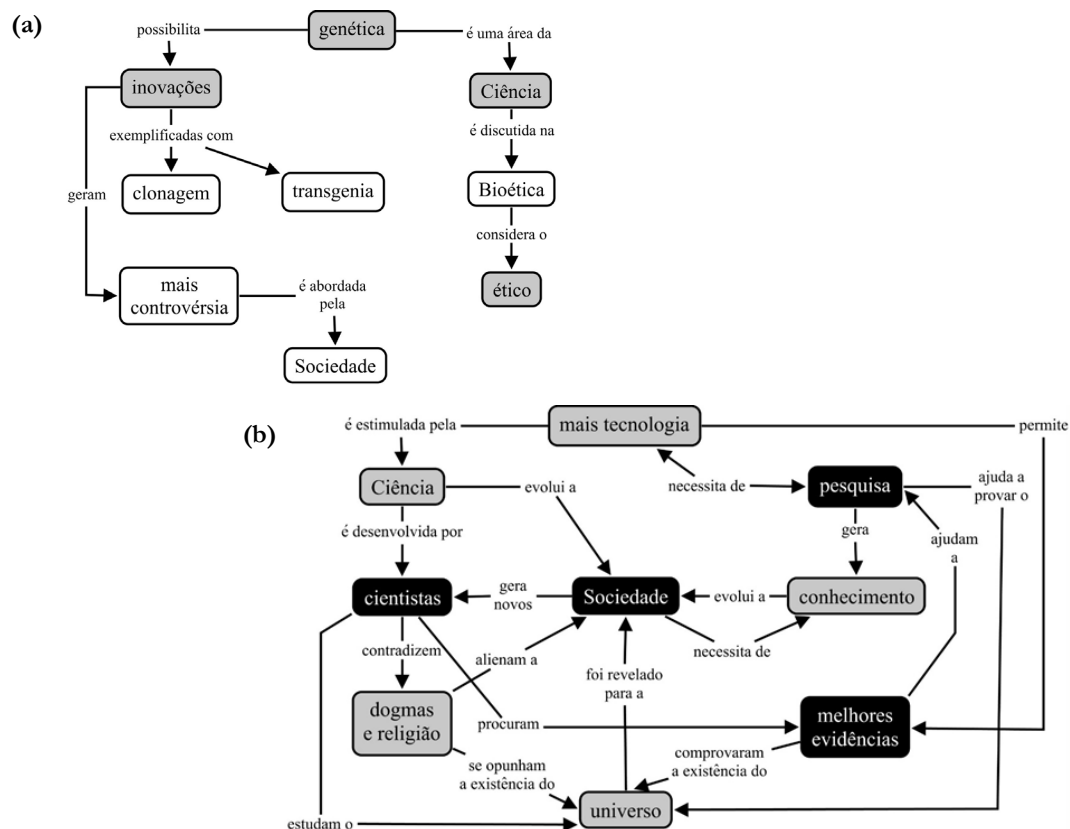 (a)
possibilita
genética
é uma área da
inovações
Ciência
exemplificadas com
é discutida na
geram
clonagem
transgenia
Bioética
considera o
mais
controvérsia
é abordada
pela
ético
Sociedade
(b)
é estimulada pela
mais tecnologia
permite
Ciência
evolui a
necessita de
pesquisa
ajuda a
provar o
é desenvolvida por
gera
ajudam
a
cientistas
gera
novos
Sociedade
evolui a
conhecimento
contradizem
alienam a
foi revelado
para a
necessita de
dogmas
e religião
procuram
melhores
evidências
se opunham
a existência do
comprovaram
a existência do
universo
estudam o